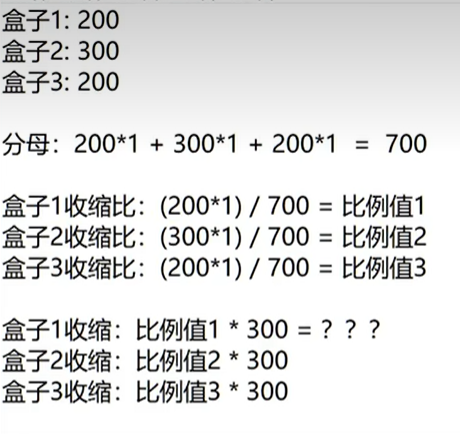 盒子1: 200
盒子2: 300
盒子3: 200
分母：200*1 + 300*1 + 200*1 = 700
盒子1收缩比：(200*1) / 700 = 比例值1
盒子2收缩比：(300*1) / 700 = 比例值2
盒子3收缩比：(200*1) / 700 = 比例值3
盒子1收缩：比例值1 * 300 = ? ? ?
盒子2收缩：比例值2 * 300
盒子3收缩：比例值3 * 300